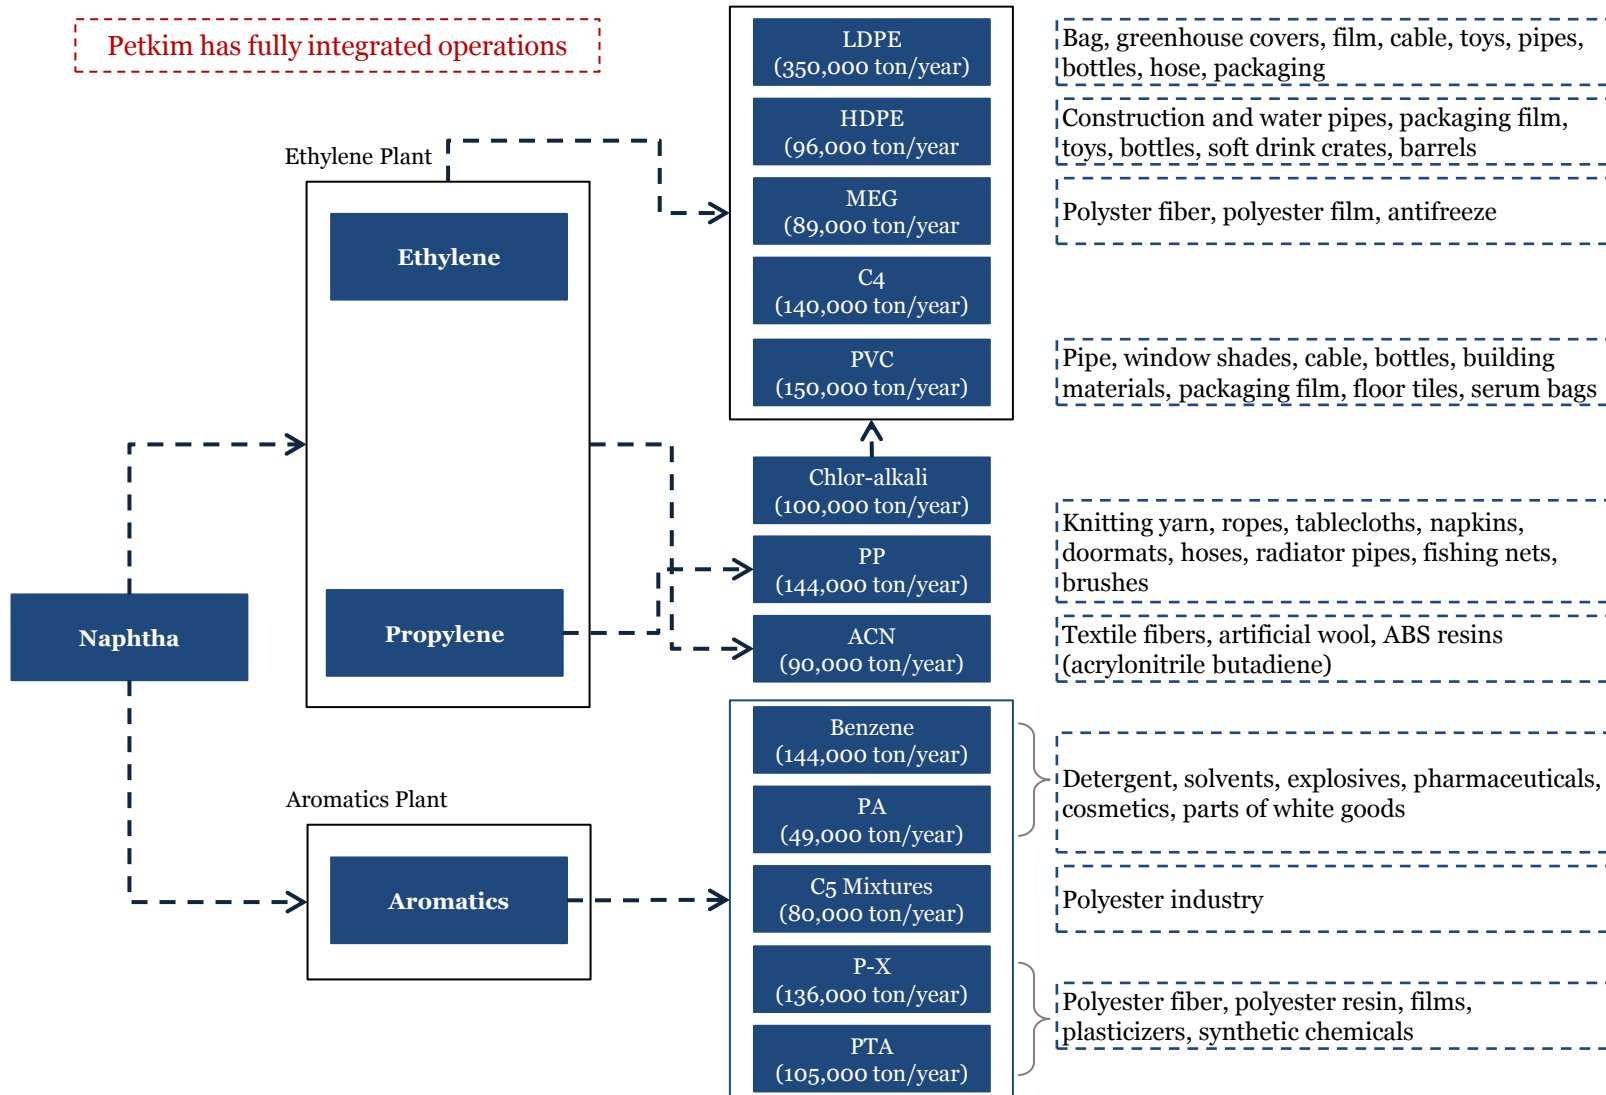 Petkim has fully integrated operations
LDPE
(350,000 ton/year)
Bag, greenhouse covers, film, cable, toys, pipes,
bottles, hose, packaging
HDPE
(96,000 ton/year
Construction and water pipes, packaging film,
toys, bottles, soft drink crates, barrels
Ethylene Plant
MEG
(89,000 ton/year
Polyster fiber, polyester film, antifreeze
Ethylene
C4
(140,000 ton/year)
PVC
(150,000 ton/year)
Pipe, window shades, cable, bottles, building
materials, packaging film, floor tiles, serum bags
Chlor-alkali
(100,000 ton/year)
Knitting yarn, ropes, tablecloths, napkins,
doormats, hoses, radiator pipes, fishing nets,
brushes
PP
(144,000 ton/year)
Naphtha
Propylene
ACN
(90,000 ton/year)
Textile fibers, artificial wool, ABS resins
(acrylonitrile butadiene)
Benzene
(144,000 ton/year)
Detergent, solvents, explosives, pharmaceuticals,
cosmetics, parts of white goods
Aromatics Plant
PA
(49,000 ton/year)
Aromatics
C5 Mixtures
(80,000 ton/year)
Polyester industry
P-X
(136,000 ton/year)
Polyester fiber, polyester resin, films,
plasticizers, synthetic chemicals
PTA
(105,000 ton/year)